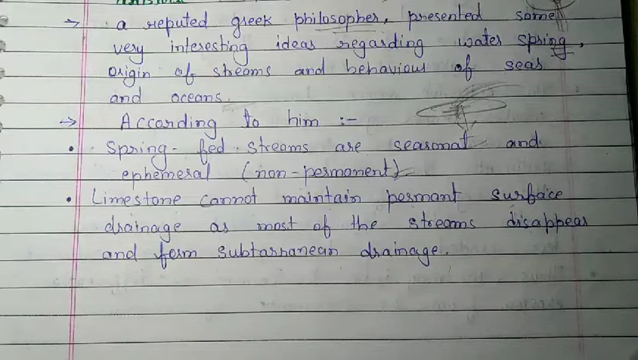 → a reputed greek philosopher, presented some
very interesting ideas regarding water spring,
origin of streams and behaviour of seas
and oceans.
→ According to him :-
• Spring-fed streams are seasonal and
ephemeral (non-permanent)
• Limestone cannot maintain permant surface
drainage as most of the streams disappear
and form subtarranean drainage.